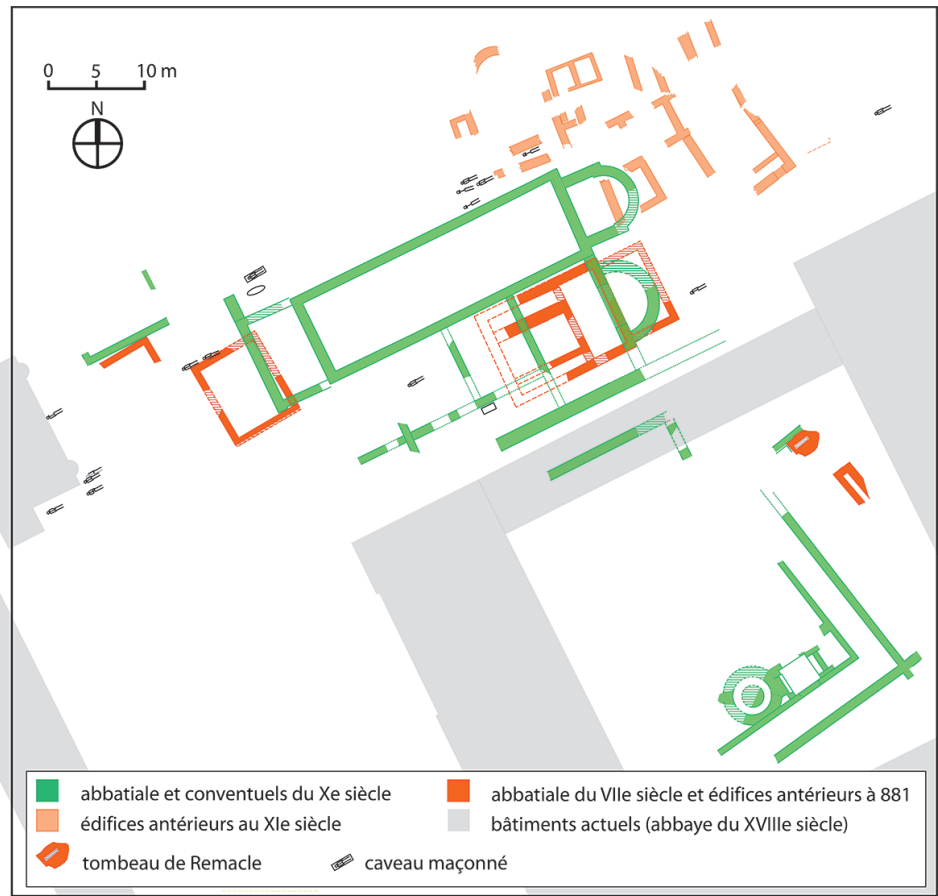 0 5 10 m
N
abbatiale et conventuels du Xe siècle
abbatiale du VIIe siècle et édifices antérieurs à 881
édifices antérieurs au XIe siècle
bâtiments actuels (abbaye du XVIIIe siècle)
tombeau de Remacle
caveau maçonné